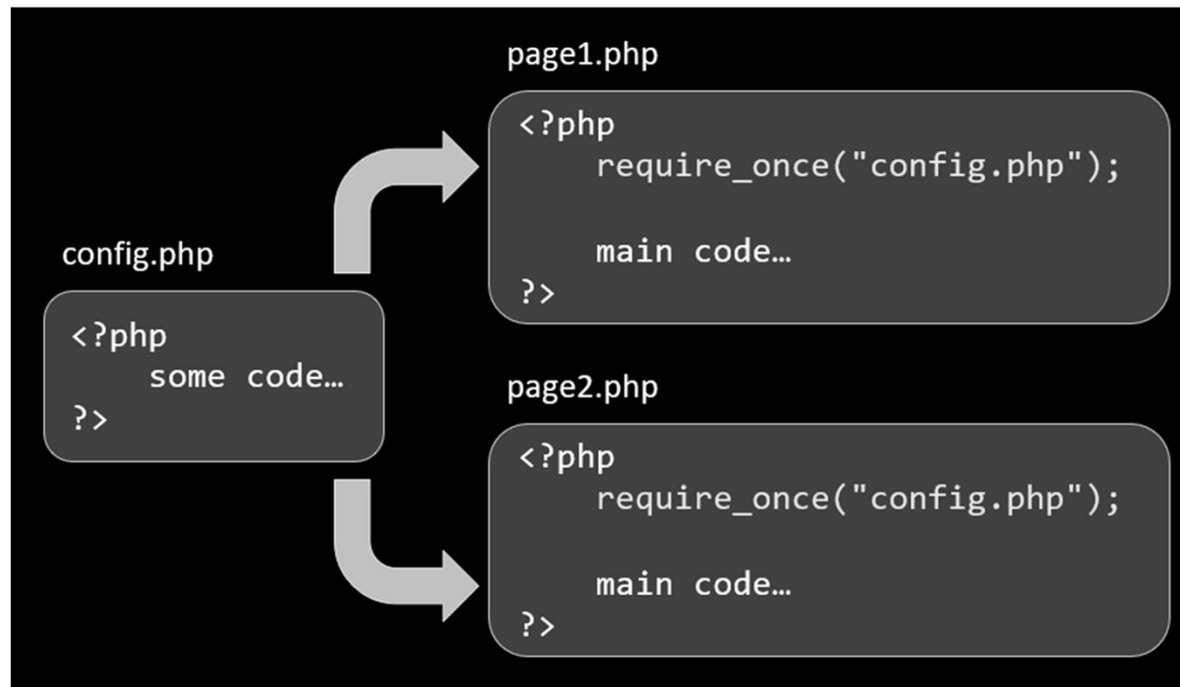 config.php
<?php
some code…
?>
page1.php
<?php
require_once("config.php");
main code…
?>
page2.php
<?php
require_once("config.php");
main code…
?>